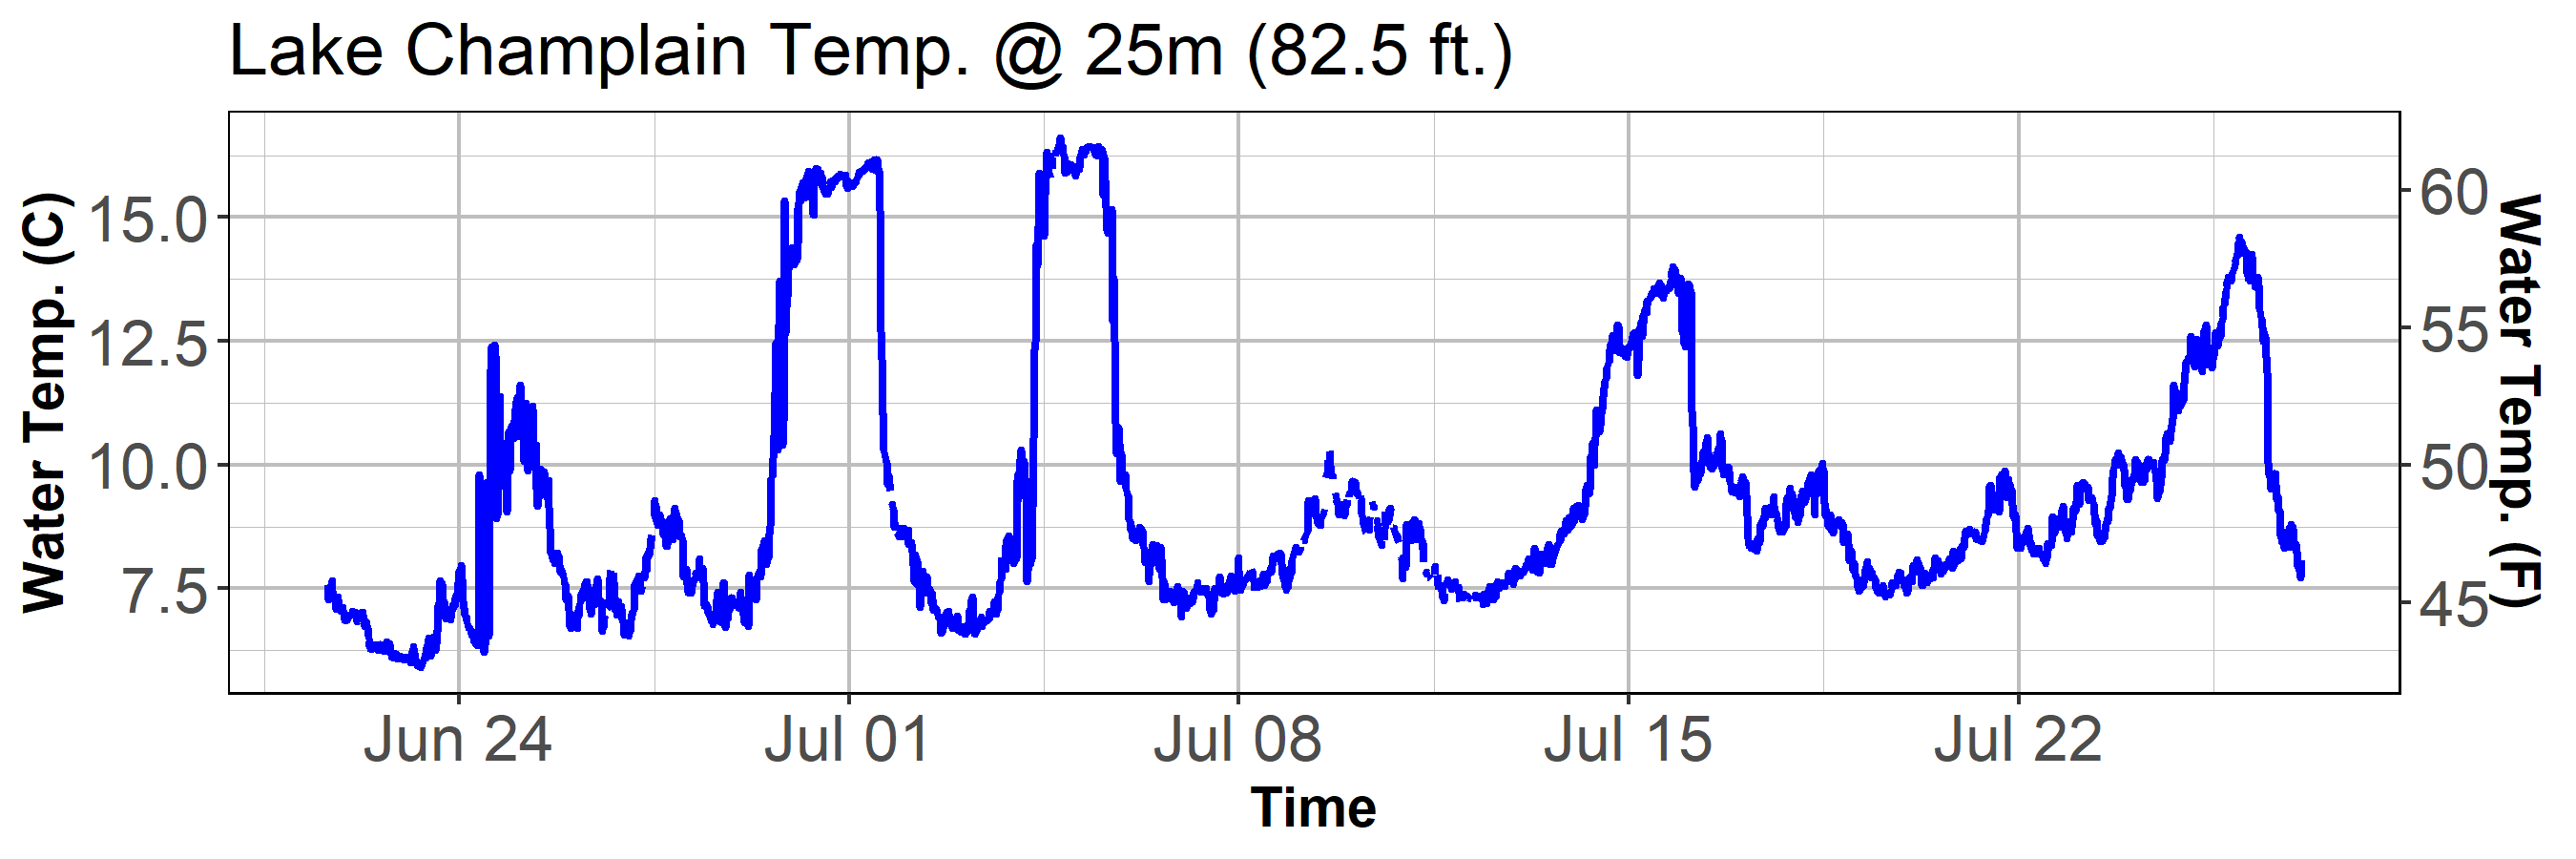 Lake Champlain Temp. @ 25m (82.5 ft.)
Water Temp. (C)
15.0
12.5
10.0
7.5
60
55
50
45
Water Temp. (F)
Jun 24
Jul 01
Jul 08
Jul 15
Jul 22
Time